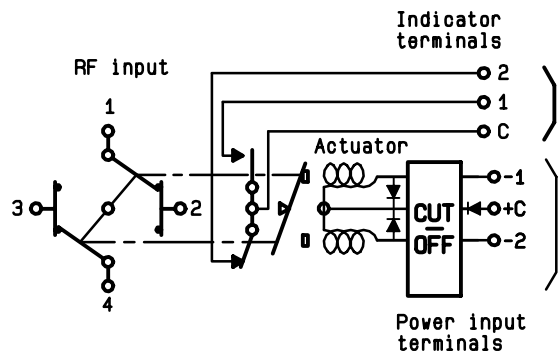 Indicator
terminals
RF input
2
1
1
C
Actuator
3
2
CUT
OFF
-1
+C
-2
4
Power input
terminals